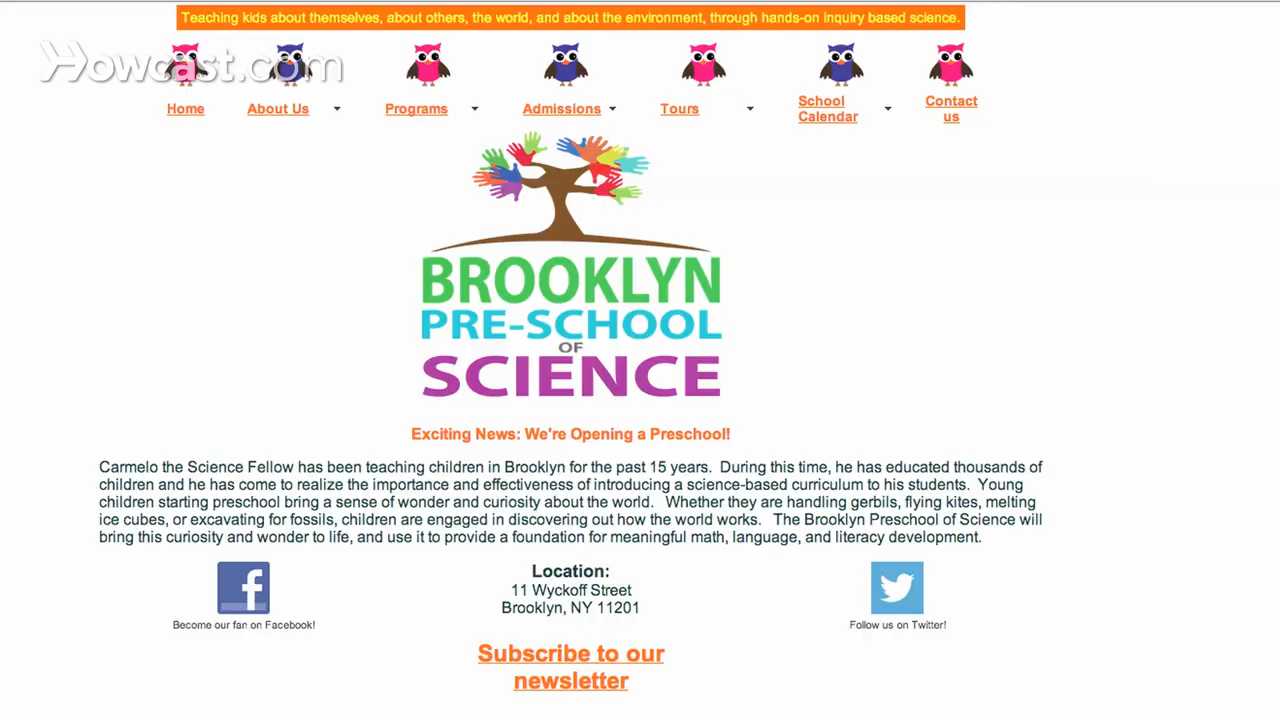 Teaching kids about themselves, about others, the world, and about the environment, through hands-on inquiry based science.
Howcast.com
Home
About Us
Programs
Admissions
Tours
School
Calendar
Contact
us
BROOKLYN
PRE-SCHOOL
OF
SCIENCE
Exciting News: We're Opening a Preschool!
Carmelo the Science Fellow has been teaching children in Brooklyn for the past 15 years. During this time, he has educated thousands of
children and he has come to realize the importance and effectiveness of introducing a science-based curriculum to his students. Young
children starting preschool bring a sense of wonder and curiosity about the world. Whether they are handling gerbils, flying kites, melting
ice cubes, or excavating for fossils, children are engaged in discovering out how the world works. The Brooklyn Preschool of Science will
bring this curiosity and wonder to life, and use it to provide a foundation for meaningful math, language, and literacy development.
Location:
11 Wyckoff Street
Brooklyn, NY 11201
Become our fan on Facebook!
Follow us on Twitter!
Subscribe to our
newsletter